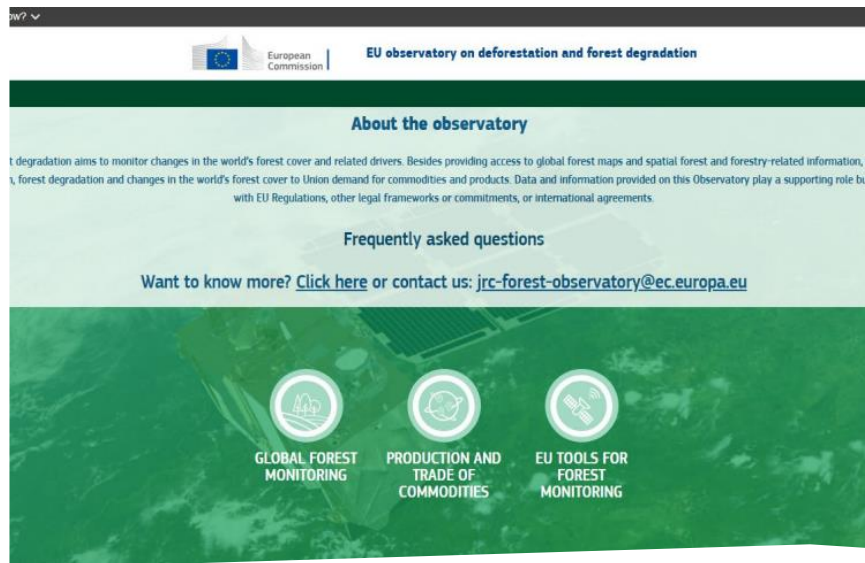 ow?
European
Commission
EU observatory on deforestation and forest degradation
About the observatory
t degradation aims to monitor changes in the world's forest cover and related drivers. Besides providing access to global forest maps and spatial forest and forestry-related information,
n, forest degradation and changes in the world's forest cover to Union demand for commodities and products. Data and information provided on this Observatory play a supporting role bu
with EU Regulations, other legal frameworks or commitments, or international agreements.
Frequently asked questions
Want to know more? Click here or contact us: jrc-forest-observatory@ec.europa.eu
GLOBAL FOREST
MONITORING
PRODUCTION AND
TRADE OF
COMMODITIES
EU TOOLS FOR
FOREST
MONITORING